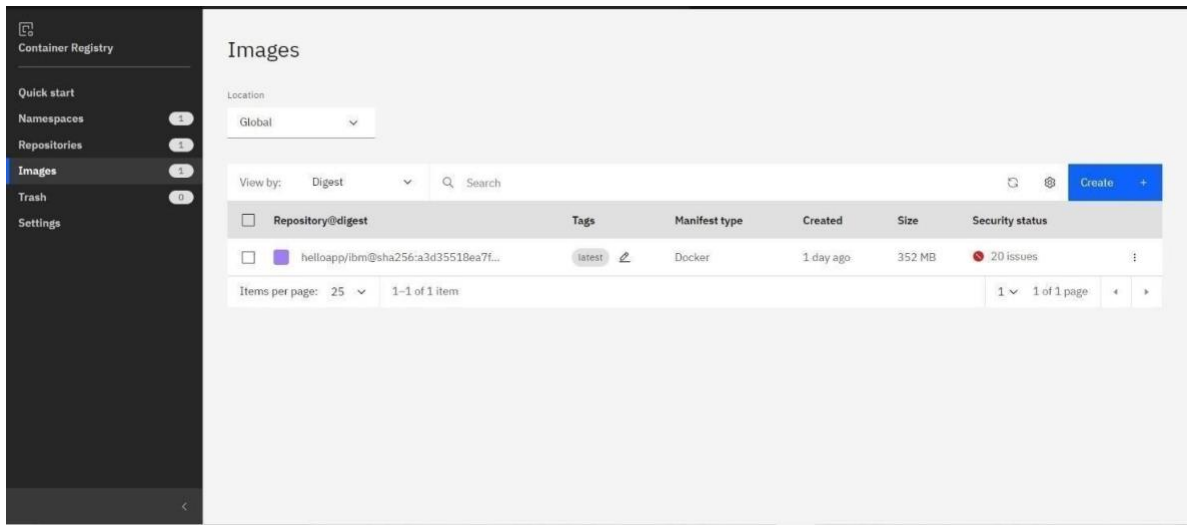 Container Registry
Quick start
Namespaces 1
Repositories 1
Images 1
Trash 0
Settings
Images
Location
Global
View by: Digest Search Create +
Repository@digest Tags Manifest type Created Size Security status
helloapp/ibm@sha256:a3d35518ea7f... latest Docker 1 day ago 352 MB 20 issues
Items per page: 25 1–1 of 1 item 1 1 of 1 page